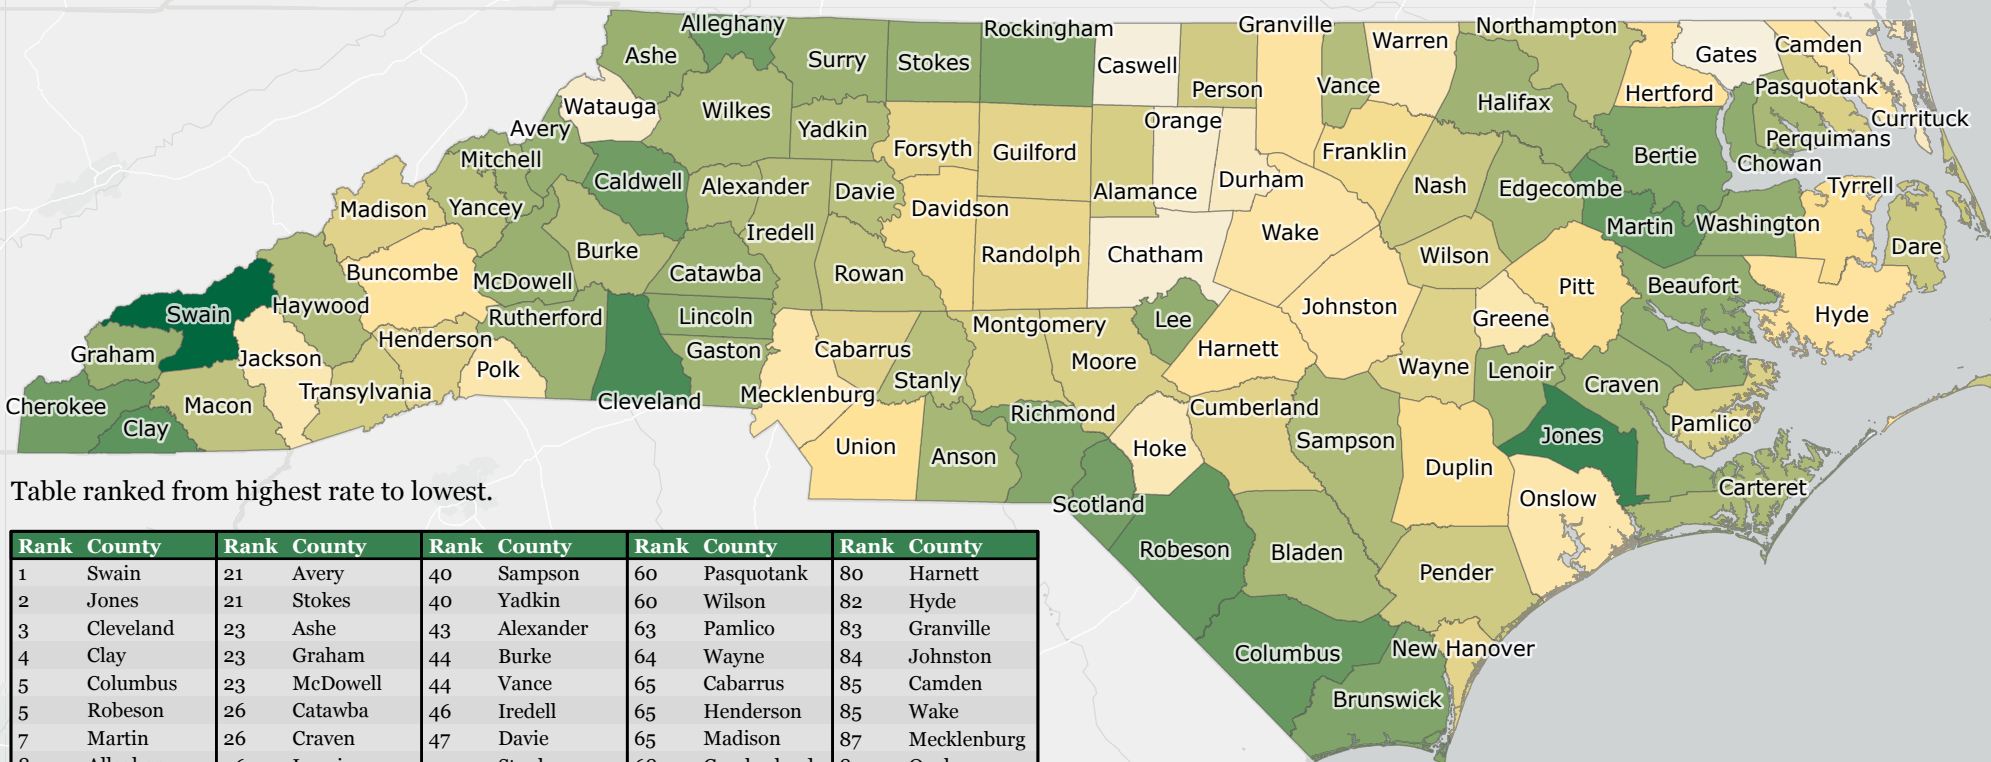 Alleghany
Rockingham
Granville
Northampton
Ashe
Surry
Stokes
Caswell
Person
Warren
Vance
Gates
Camden
Hertford
Pasquotank
Currituck
Watauga
Wilkes
Avery
Yadkin
Forsyth
Guilford
Orange
Franklin
Halifax
Perquimans
Chowan
Bertie
Mitchell
Caldwell
Alexander
Davie
Alamance
Durham
Nash
Edgecombe
Tyrrell
Madison
Yancey
Davidson
Iredell
Burke
Randolph
Chatham
Wake
Wilson
Martin
Washington
Dare
Buncombe
McDowell
Catawba
Rowan
Johnston
Pitt
Beaufort
Hyde
Swain
Haywood
Rutherford
Lincoln
Montgomery
Lee
Greene
Graham
Jackson
Henderson
Polk
Gaston
Cabarrus
Moore
Harnett
Wayne
Lenoir
Craven
Cherokee
Clay
Macon
Transylvania
Cleveland
Mecklenburg
Stanly
Richmond
Cumberland
Sampson
Jones
Pamlico
Union
Anson
Hoke
Duplin
Onslow
Carteret
Scotland
Robeson
Bladen
Pender
Columbus
New Hanover
Brunswick
Table ranked from highest rate to lowest.
Rank County Rank County Rank County Rank County Rank County
1 Swain 21 Avery 40 Sampson 60 Pasquotank 80 Harnett
2 Jones 21 Stokes 40 Yadkin 60 Wilson 82 Hyde
3 Cleveland 23 Ashe 43 Alexander 63 Pamlico 83 Granville
4 Clay 23 Graham 44 Burke 64 Wayne 84 Johnston
5 Columbus 23 McDowell 44 Vance 65 Cabarrus 85 Camden
5 Robeson 26 Catawba 46 Iredell 65 Henderson 85 Wake
7 Martin 26 Craven 47 Davie 65 Madison 87 Mecklenburg